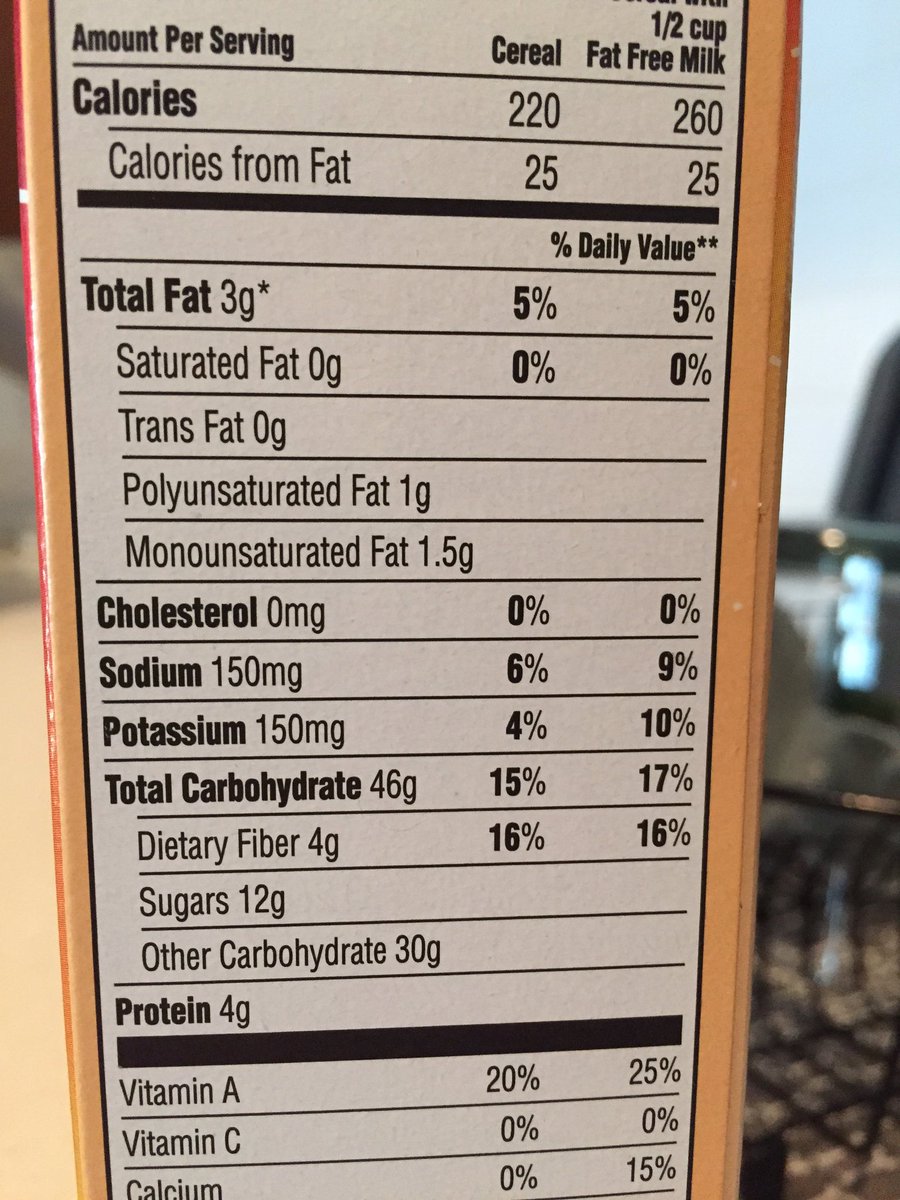 1/2 cup
Amount Per Serving Cereal Fat Free Milk
Calories 220 260
Calories from Fat 25 25
% Daily Value**
Total Fat 3g* 5% 5%
Saturated Fat 0g 0% 0%
Trans Fat 0g
Polyunsaturated Fat 1g
Monounsaturated Fat 1.5g
Cholesterol 0mg 0% 0%
Sodium 150mg 6% 9%
Potassium 150mg 4% 10%
Total Carbohydrate 46g 15% 17%
Dietary Fiber 4g 16% 16%
Sugars 12g
Other Carbohydrate 30g
Protein 4g
Vitamin A 20% 25%
Vitamin C 0% 0%
Calcium 0% 15%